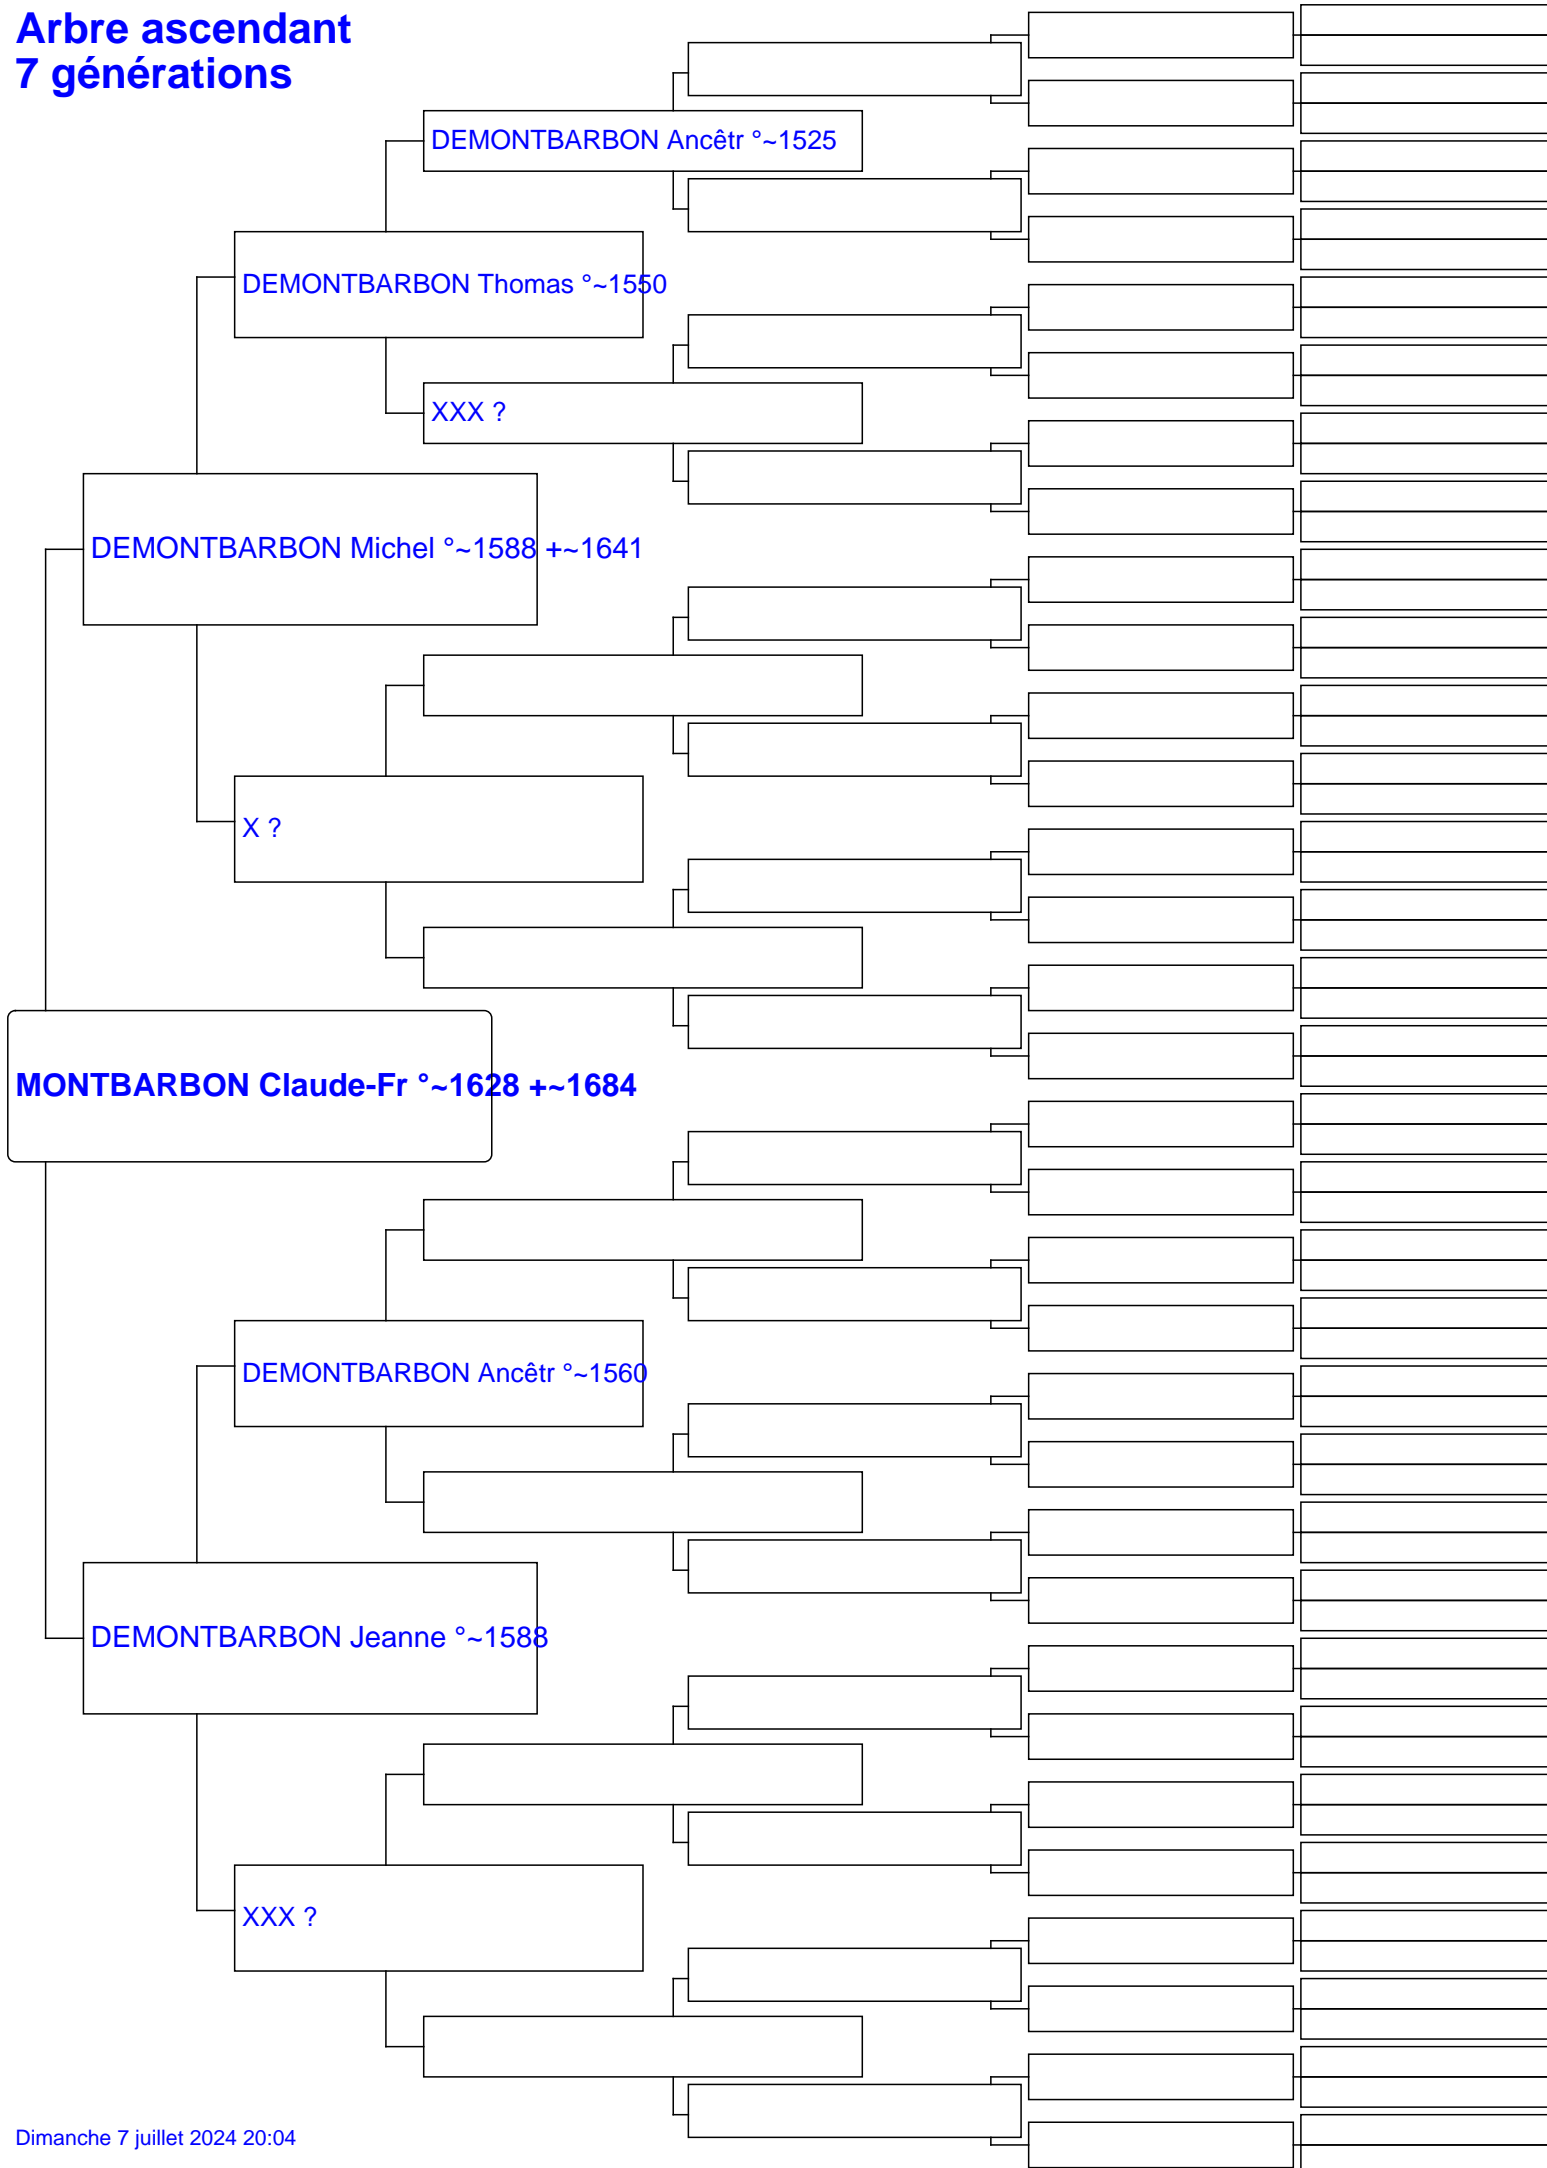 Arbre ascendant
7 générations
DEMONTBARBON Ancêtr °~1525
DEMONTBARBON Thomas °~1550
XXX ?
DEMONTBARBON Michel °~1588 +~1641
X ?
MONTBARBON Claude-Fr °~1628 +~1684
DEMONTBARBON Ancêtr °~1560
DEMONTBARBON Jeanne °~1588
XXX ?
Dimanche 7 juillet 2024 20:04